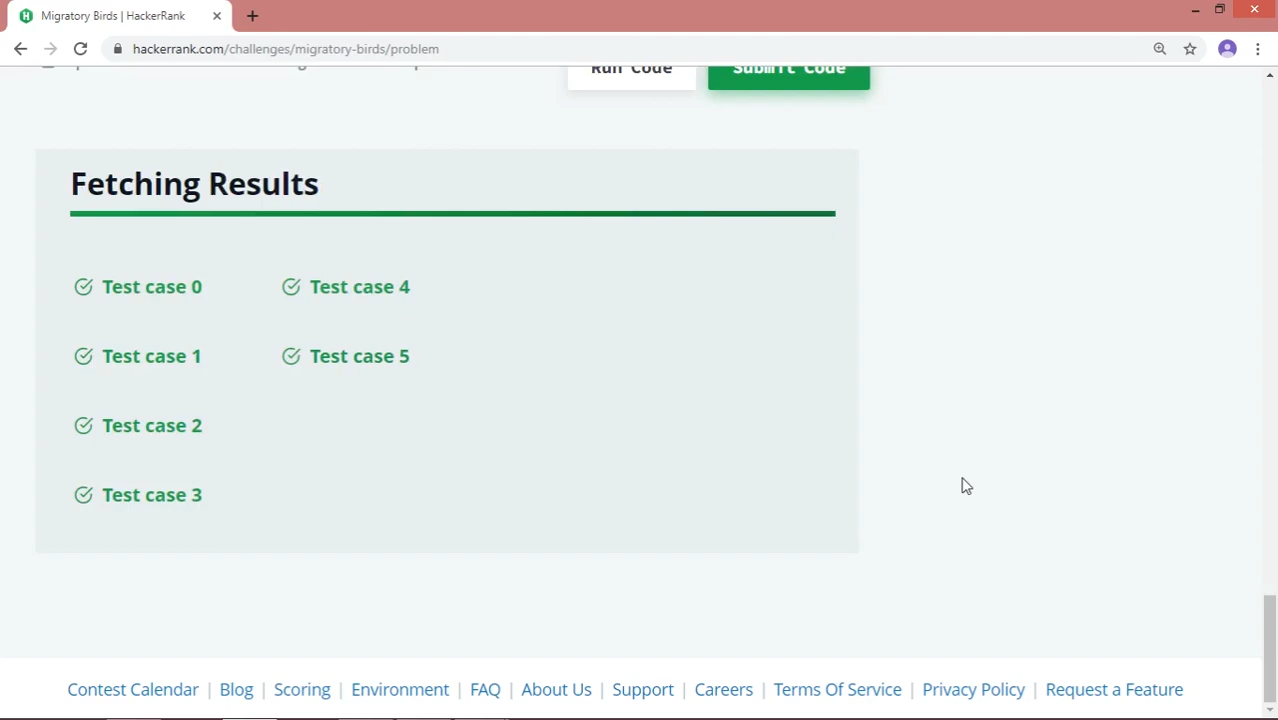 Migratory Birds | HackerRank
hackerrank.com/challenges/migratory-birds/problem
Run Code Submit Code
Fetching Results
Test case 0 Test case 4
Test case 1 Test case 5
Test case 2
Test case 3
Contest Calendar | Blog | Scoring | Environment | FAQ | About Us | Support | Careers | Terms Of Service | Privacy Policy | Request a Feature